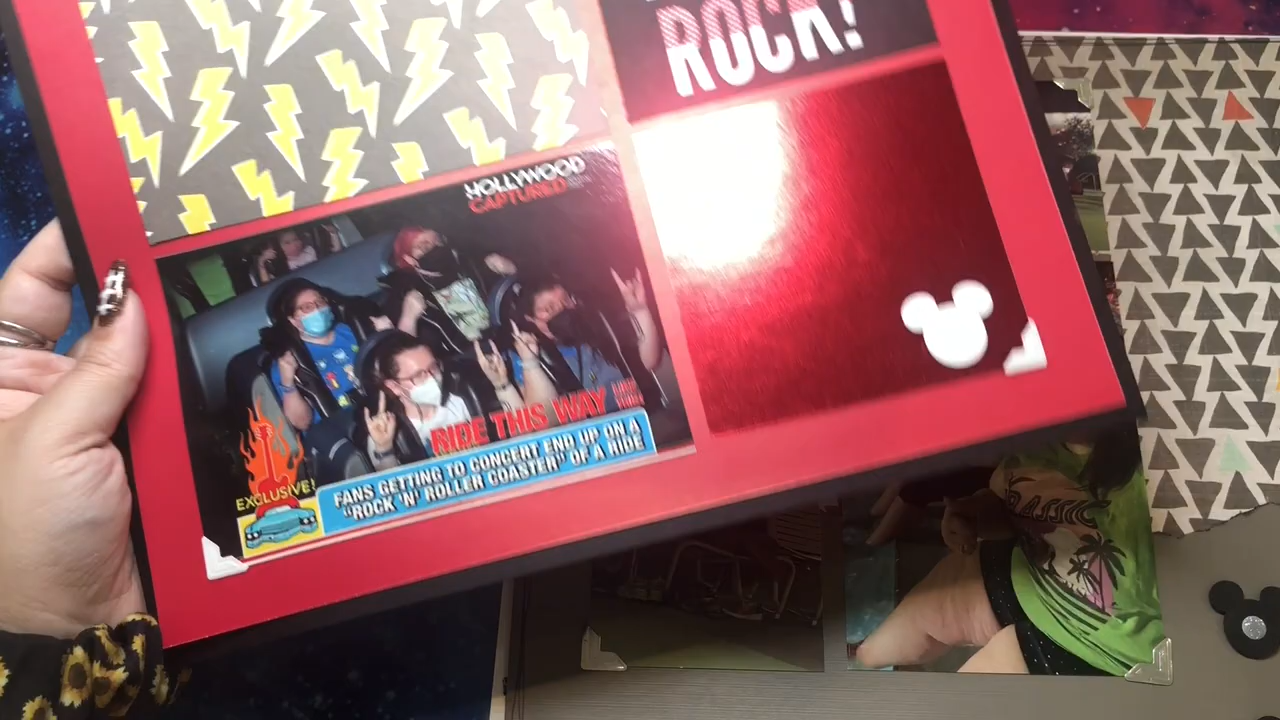 ROCK!
HOLLYWOOD
CAPTURED
RIDE THIS WAY
EXCLUSIVE!
FANS GETTING TO CONCERT END UP ON A
"ROCK 'N' ROLLER COASTER" OF A RIDE